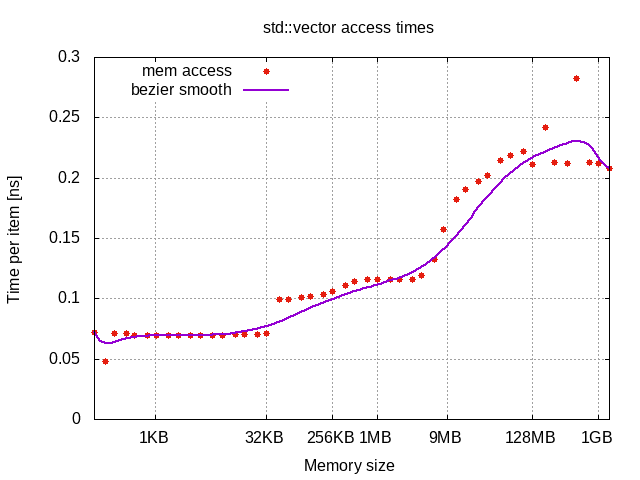 std::vector access times
mem access
bezier smooth
0.3
0.25
0.2
0.15
0.1
0.05
0
Time per item [ns]
1KB 32KB 256KB 1MB 9MB 128MB 1GB
Memory size